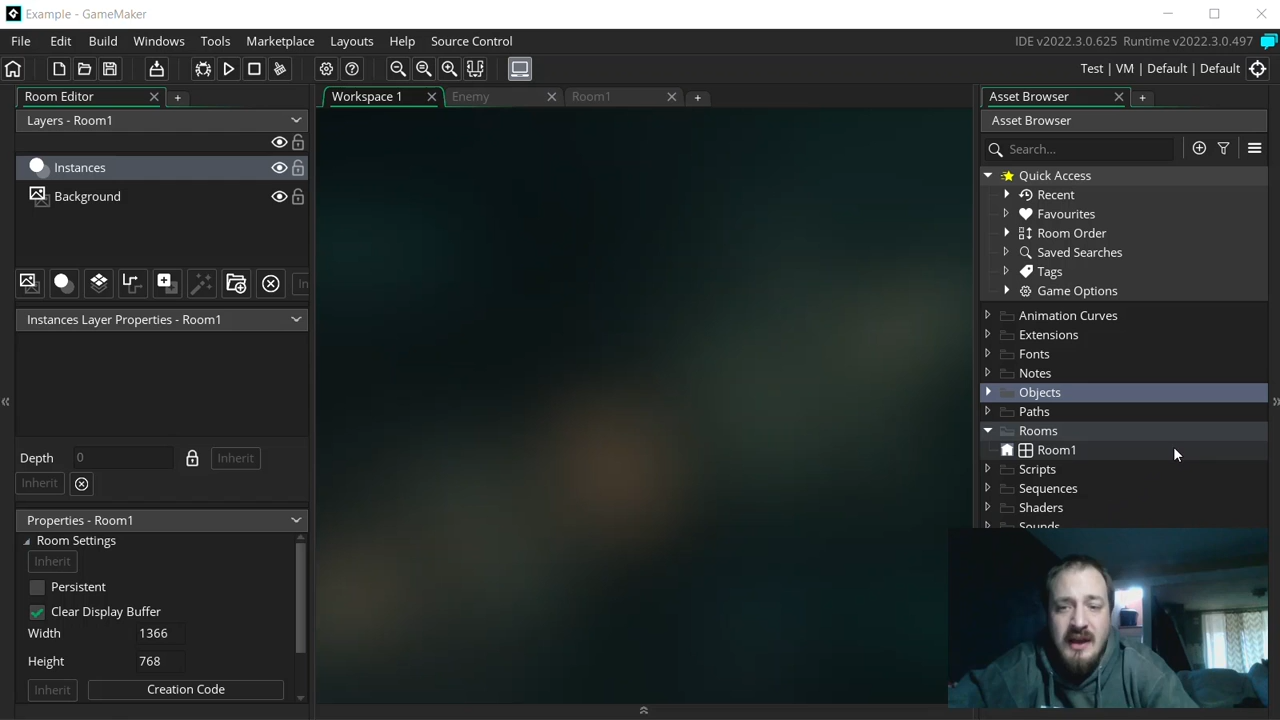 Example - GameMaker
File Edit Build Windows Tools Marketplace Layouts Help Source Control
IDE v2022.3.0.625 Runtime v2022.3.0.497
Test | VM | Default | Default
Room Editor
Workspace 1 Enemy Room1
Asset Browser
Layers - Room1
Instances
Background
In
Instances Layer Properties - Room1
Depth 0 Inherit
Inherit
Properties - Room1
Room Settings
Inherit
Persistent
Clear Display Buffer
Width 1366
Height 768
Inherit Creation Code
Asset Browser
Search...
Quick Access
Recent
Favourites
Room Order
Saved Searches
Tags
Game Options
Animation Curves
Extensions
Fonts
Notes
Objects
Paths
Rooms
Room1
Scripts
Sequences
Shaders
Sounds